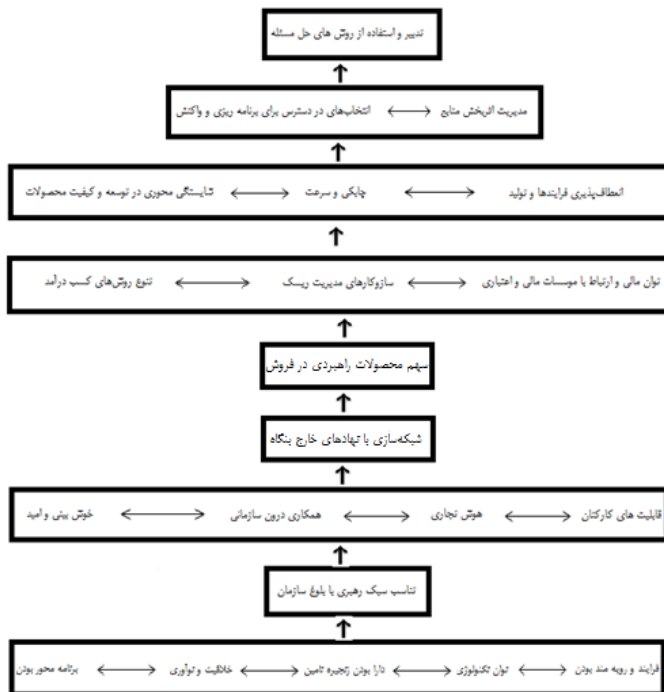 تدبیر و استفاده از روش های حل مسئله
مدیریت اثربخش منابع انتخاب‌های در دسترس برای برنامه ریزی و واکنش
انعطاف‌پذیری فرایندها و تولید چابکی و سرعت شایستگی محوری در توسعه و کیفیت محصولات
توان مالی و ارتباط با موسسات مالی و اعتباری سازوکارهای مدیریت ریسک تنوع روش‌های کسب درآمد
سهم محصولات راهبردی در فروش
شبکه‌سازی با نهادهای خارج بنگاه
قابلیت های کارکنان هوش تجاری همکاری درون سازمانی خوش بینی و امید
تناسب سبک رهبری با بلوغ سازمان
فرایند و رویه مند بودن توان تکنولوژی دارا بودن زنجیره تامین خلاقیت و نوآوری برنامه محور بودن